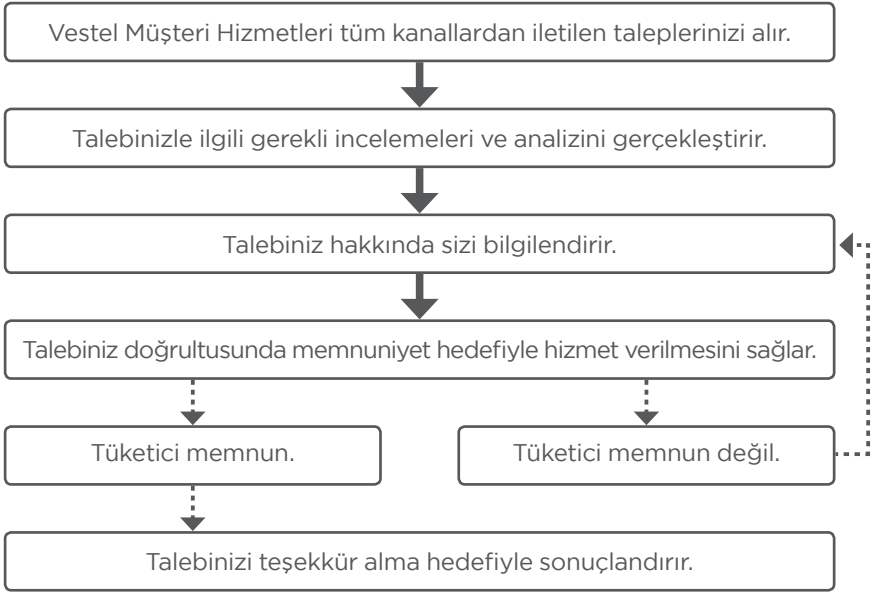 Vestel Müşteri Hizmetleri tüm kanallardan iletilen taleplerinizi alır.
Talebinizle ilgili gerekli incelemeleri ve analizini gerçekleştirir.
Talebiniz hakkında sizi bilgilendirir.
Talebiniz doğrultusunda memnuniyet hedefiyle hizmet verilmesini sağlar.
Tüketici memnun.
Tüketici memnun değil.
Talebinizi teşekkür alma hedefiyle sonuçlandırır.